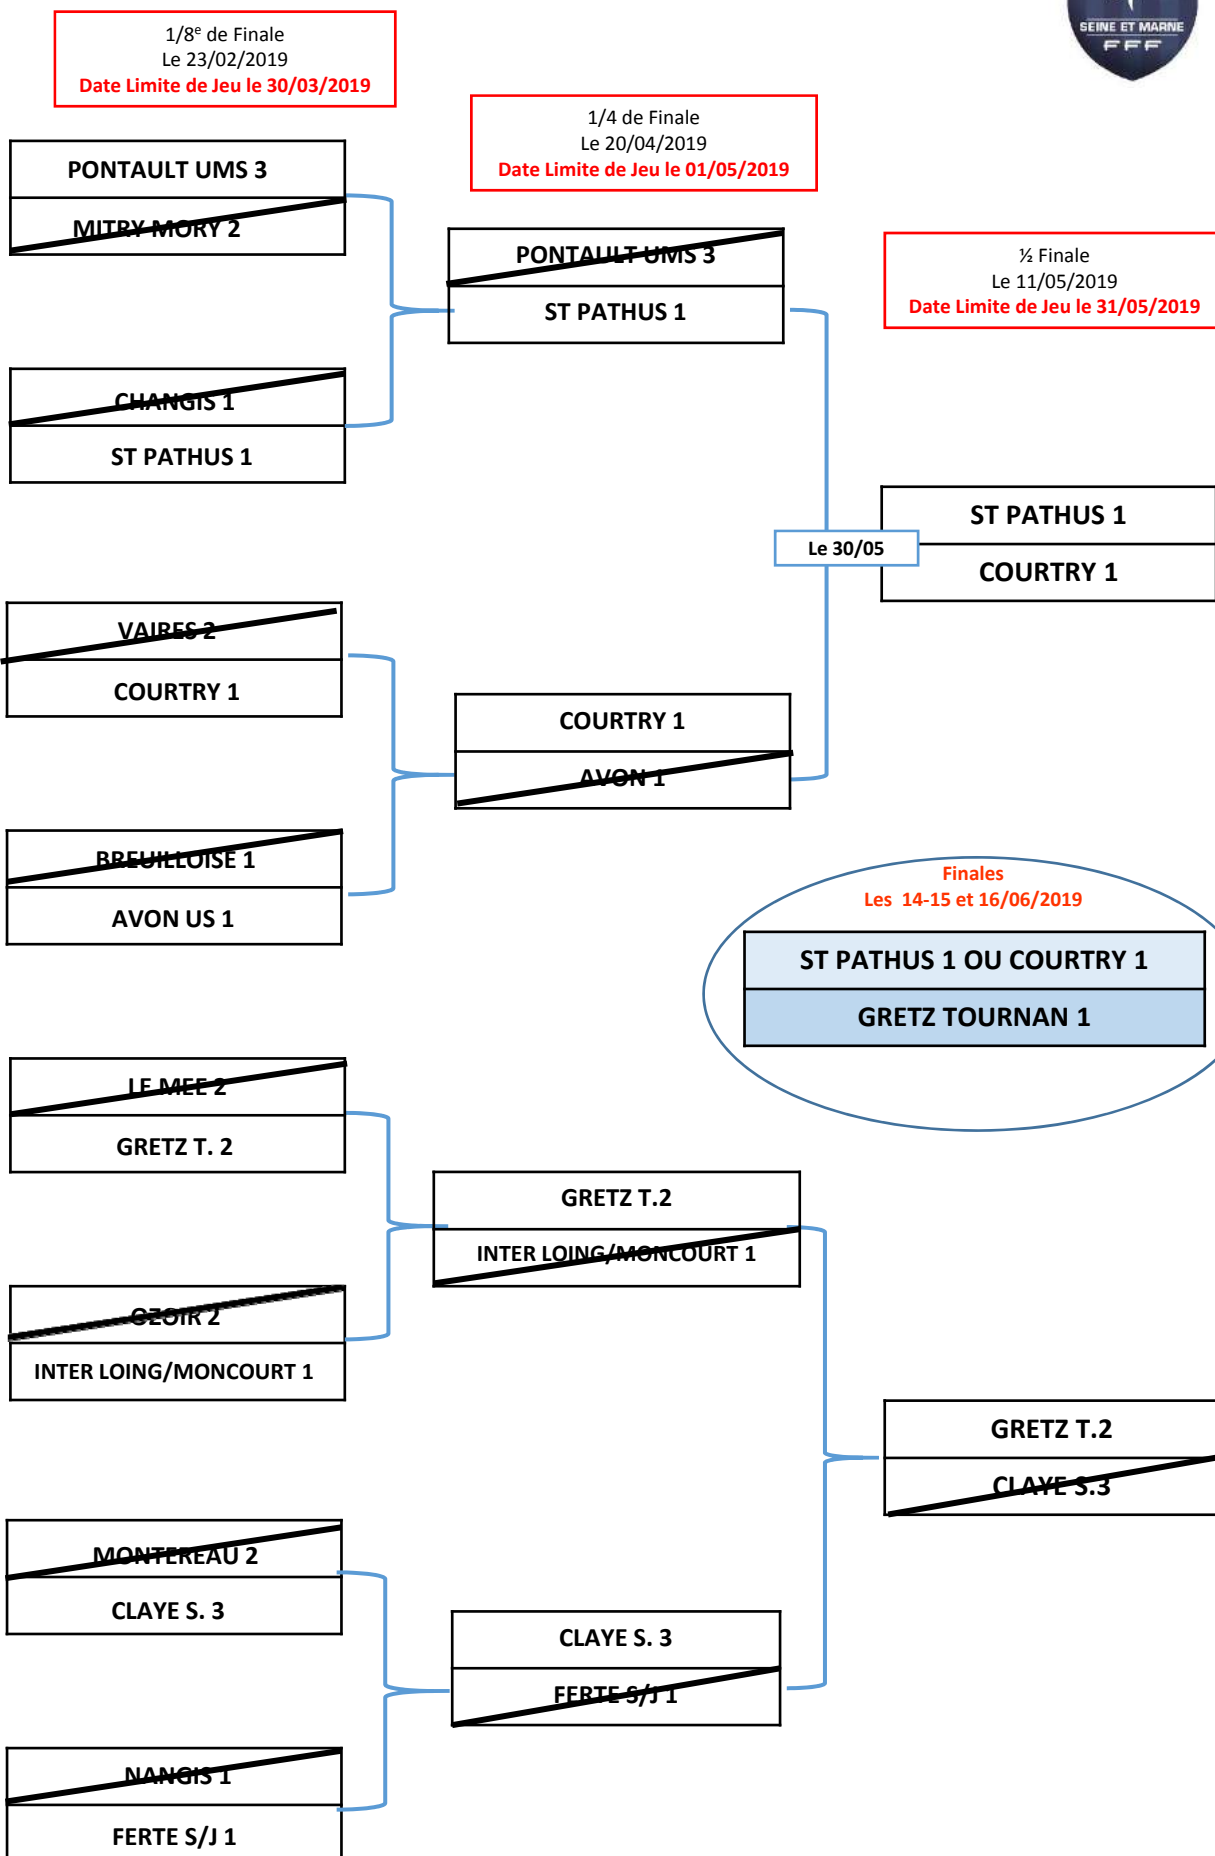 SEINE ET MARNE
FFF
1/8e de Finale
Le 23/02/2019
Date Limite de Jeu le 30/03/2019
1/4 de Finale
Le 20/04/2019
Date Limite de Jeu le 01/05/2019
½ Finale
Le 11/05/2019
Date Limite de Jeu le 31/05/2019
PONTAULT UMS 3
MITRY MORY 2
CHANGIS 1
ST PATHUS 1
VAIRES 2
COURTRY 1
BREUILLOISE 1
AVON US 1
LE MEE 2
GRETZ T. 2
OZOIR 2
INTER LOING/MONCOURT 1
MONTEREAU 2
CLAYE S. 3
NANGIS 1
FERTE S/J 1
PONTAULT UMS 3
ST PATHUS 1
COURTRY 1
AVON 1
GRETZ T.2
INTER LOING/MONCOURT 1
CLAYE S. 3
FERTE S/J 1
Le 30/05
ST PATHUS 1
COURTRY 1
GRETZ T.2
CLAYE S.3
Finales
Les 14-15 et 16/06/2019
ST PATHUS 1 OU COURTRY 1
GRETZ TOURNAN 1